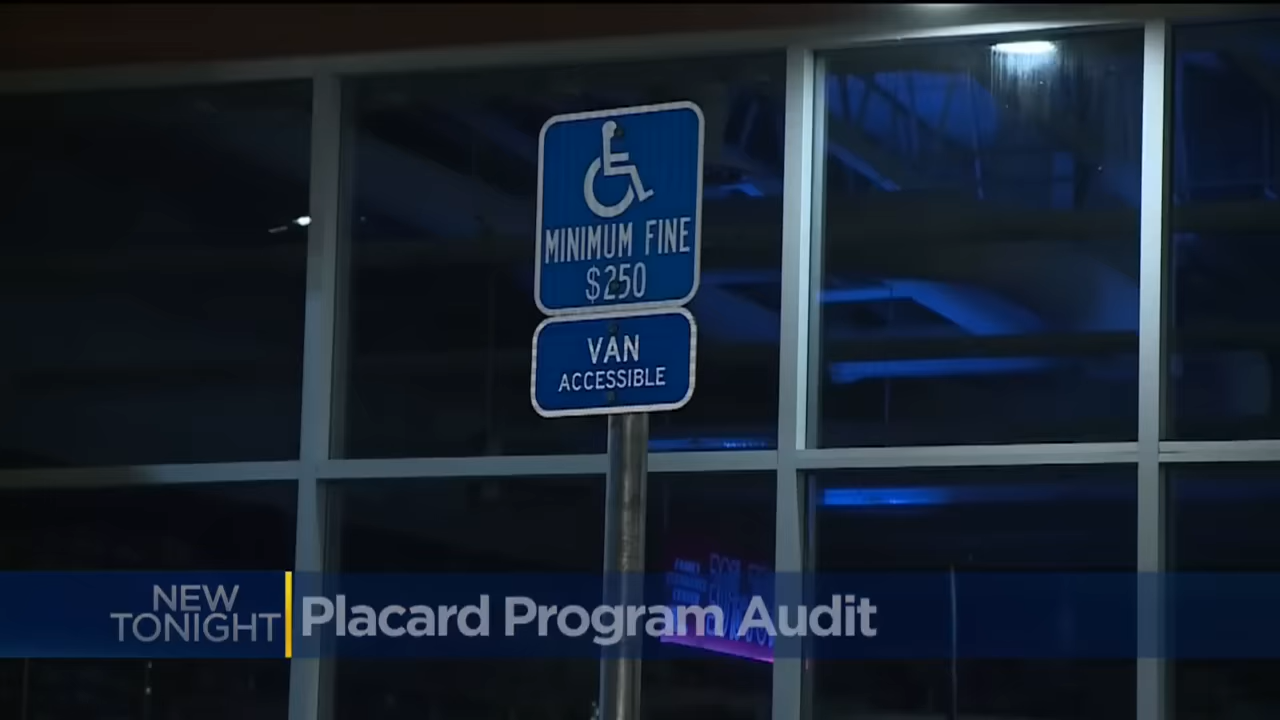 MINIMUM FINE
$250
VAN
ACCESSIBLE
NEW
TONIGHT
Placard Program Audit